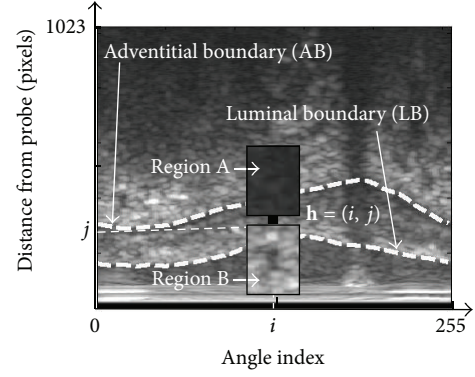 1023
Adventitial boundary (AB)
Luminal boundary (LB)
Region A
h = (i, j)
j
Region B
0
i
255
Angle index
Distance from probe (pixels)